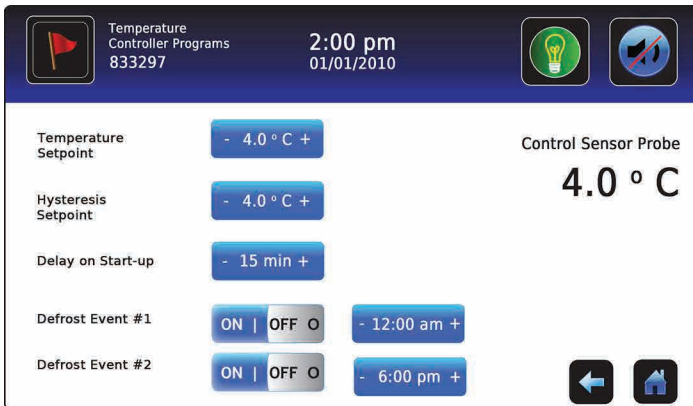 Temperature
Controller Programs
833297
2:00 pm
01/01/2010
Temperature
Setpoint
- 4.0 ° C +
Control Sensor Probe
4.0 ° C
Hysteresis
Setpoint
- 4.0 ° C +
Delay on Start-up
- 15 min +
Defrost Event #1
ON | OFF O
- 12:00 am +
Defrost Event #2
ON | OFF O
- 6:00 pm +